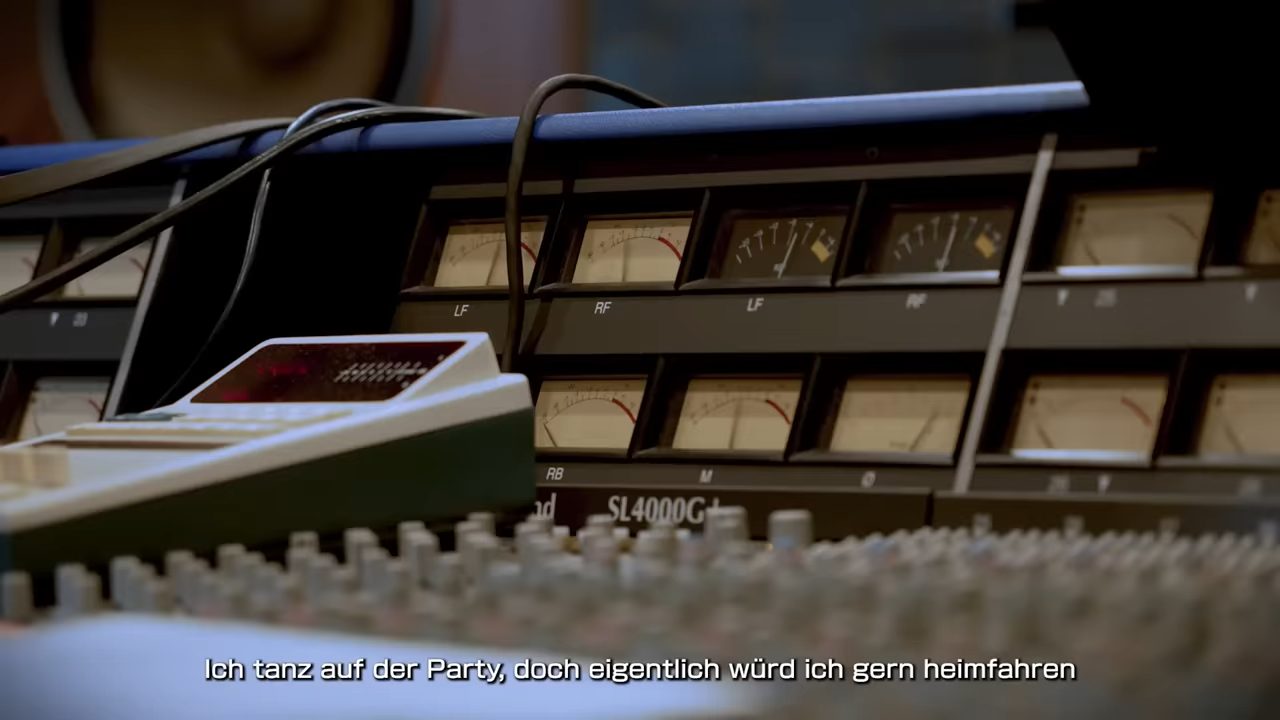 LF RF LF RF
RB M Ø
SL4000G+
Ich tanz auf der Party, doch eigentlich würd ich gern heimfahren